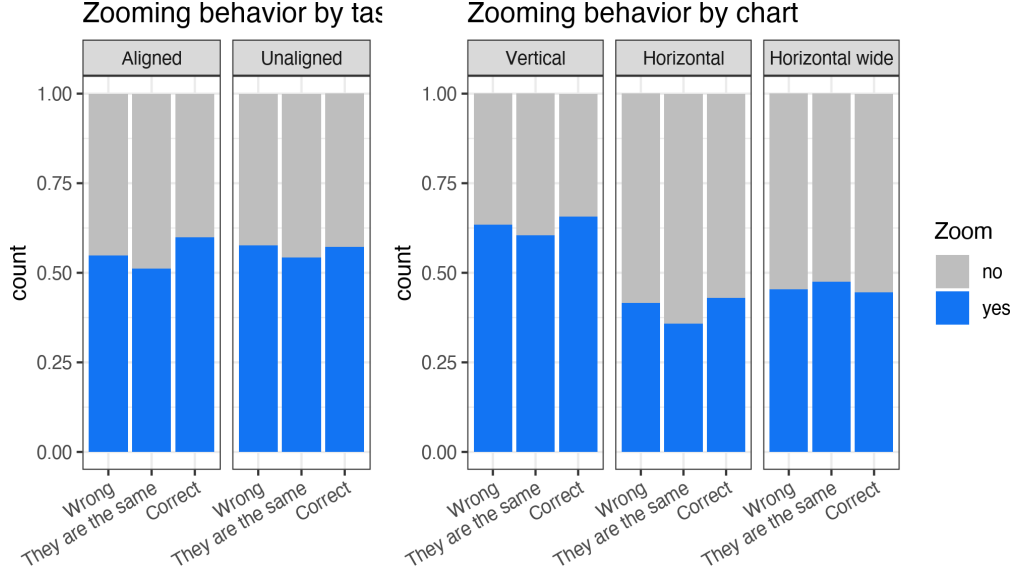 Zooming behavior by tas
Zooming behavior by chart
Aligned
Unaligned
Vertical
Horizontal
Horizontal wide
count
1.00
0.75
0.50
0.25
0.00
count
1.00
0.75
0.50
0.25
0.00
Wrong
They are the same
Correct
Wrong
They are the same
Correct
Wrong
They are the same
Correct
Wrong
They are the same
Correct
Wrong
They are the same
Correct
Zoom
no
yes